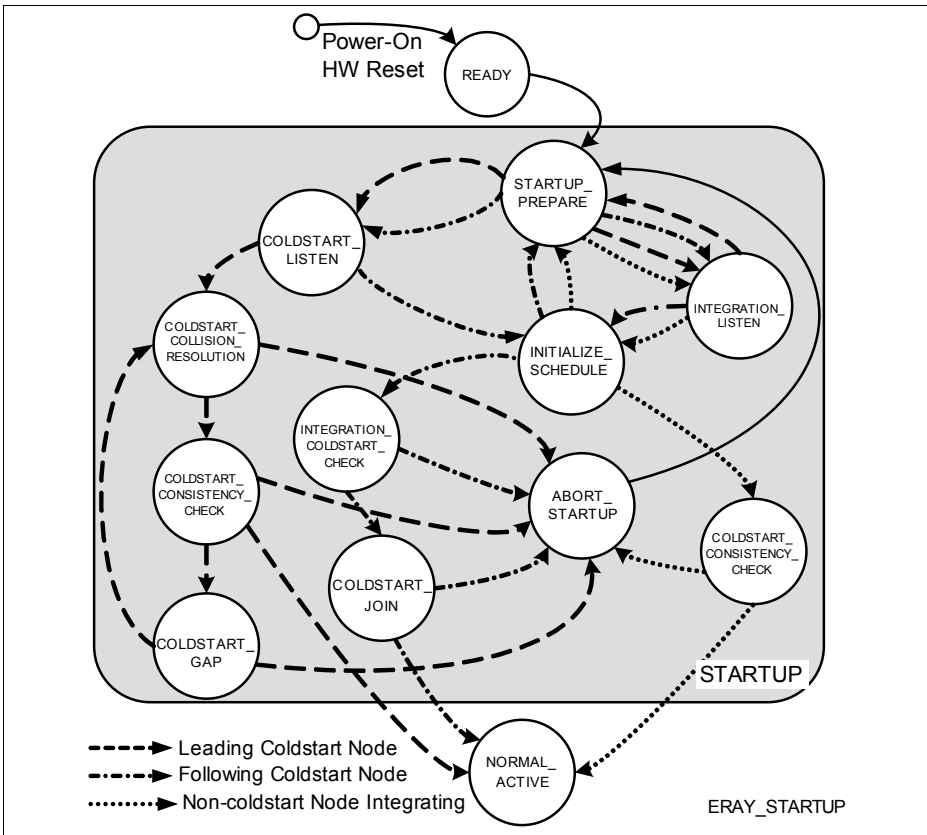 Power-On
HW Reset
READY
STARTUP_
PREPARE
COLDSTART_
LISTEN
INTEGRATION_
LISTEN
COLDSTART_
COLLISION_
RESOLUTION
INITIALIZE_
SCHEDULE
INTEGRATION_
COLDSTART_
CHECK
COLDSTART_
CONSISTENCY_
CHECK
ABORT_
STARTUP
COLDSTART_
CONSISTENCY_
CHECK
COLDSTART_
JOIN
COLDSTART_
GAP
STARTUP
NORMAL_
ACTIVE
Leading Coldstart Node
Following Coldstart Node
Non-coldstart Node Integrating
ERAY_STARTUP